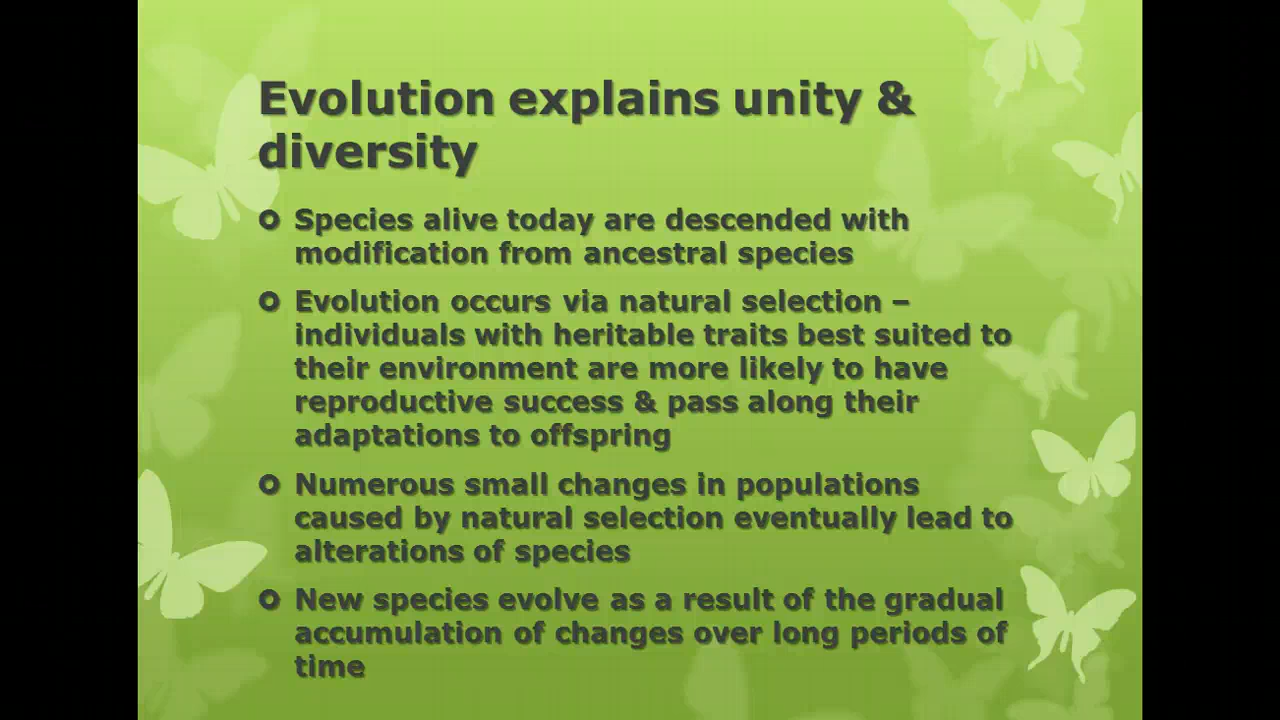 Evolution explains unity &
diversity
Species alive today are descended with
modification from ancestral species
Evolution occurs via natural selection –
individuals with heritable traits best suited to
their environment are more likely to have
reproductive success & pass along their
adaptations to offspring
Numerous small changes in populations
caused by natural selection eventually lead to
alterations of species
New species evolve as a result of the gradual
accumulation of changes over long periods of
time